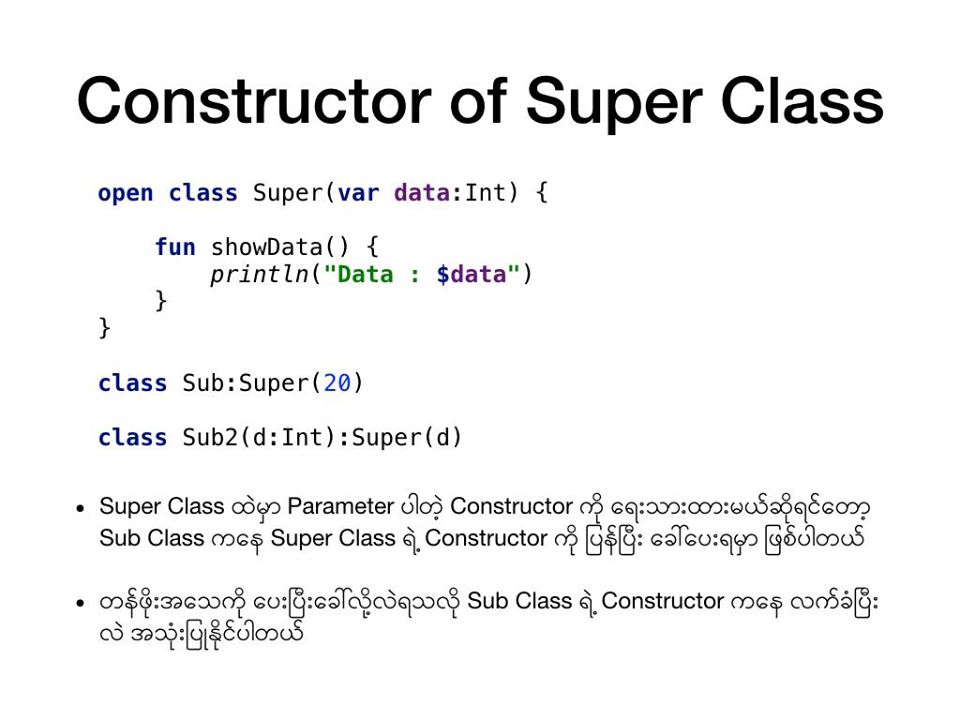 Constructor of Super Class
open class Super(var data:Int) {
fun showData() {
println("Data : $data")
}
}
class Sub:Super(20)
class Sub2(d:Int):Super(d)
• Super Class ထဲမှာ Parameter ပါတဲ့ Constructor ကို ရေးသားထားမယ်ဆိုရင်တော့
Sub Class ကနေ Super Class ရဲ့ Constructor ကို ပြန်ပြီး ခေါ်ပေးရမှာ ဖြစ်ပါတယ်
• တန်ဖိုးအသေကို ပေးပြီးခေါ်လို့လဲရသလို Sub Class ရဲ့ Constructor ကနေ လက်ခံပြီး
လဲ အသုံးပြုနိုင်ပါတယ်